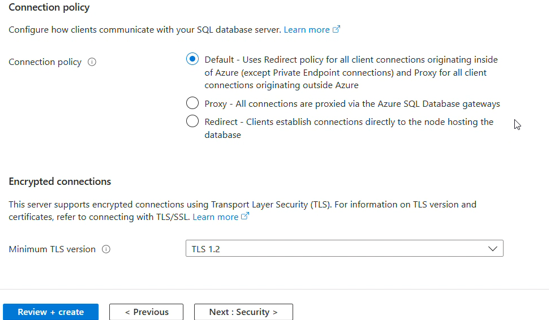 Connection policy
Configure how clients communicate with your SQL database server. Learn more
Connection policy
Default - Uses Redirect policy for all client connections originating inside
of Azure (except Private Endpoint connections) and Proxy for all client
connections originating outside Azure
Proxy - All connections are proxied via the Azure SQL Database gateways
Redirect - Clients establish connections directly to the node hosting the
database
Encrypted connections
This server supports encrypted connections using Transport Layer Security (TLS). For information on TLS version and
certificates, refer to connecting with TLS/SSL. Learn more
Minimum TLS version
TLS 1.2
Review + create
< Previous
Next : Security >